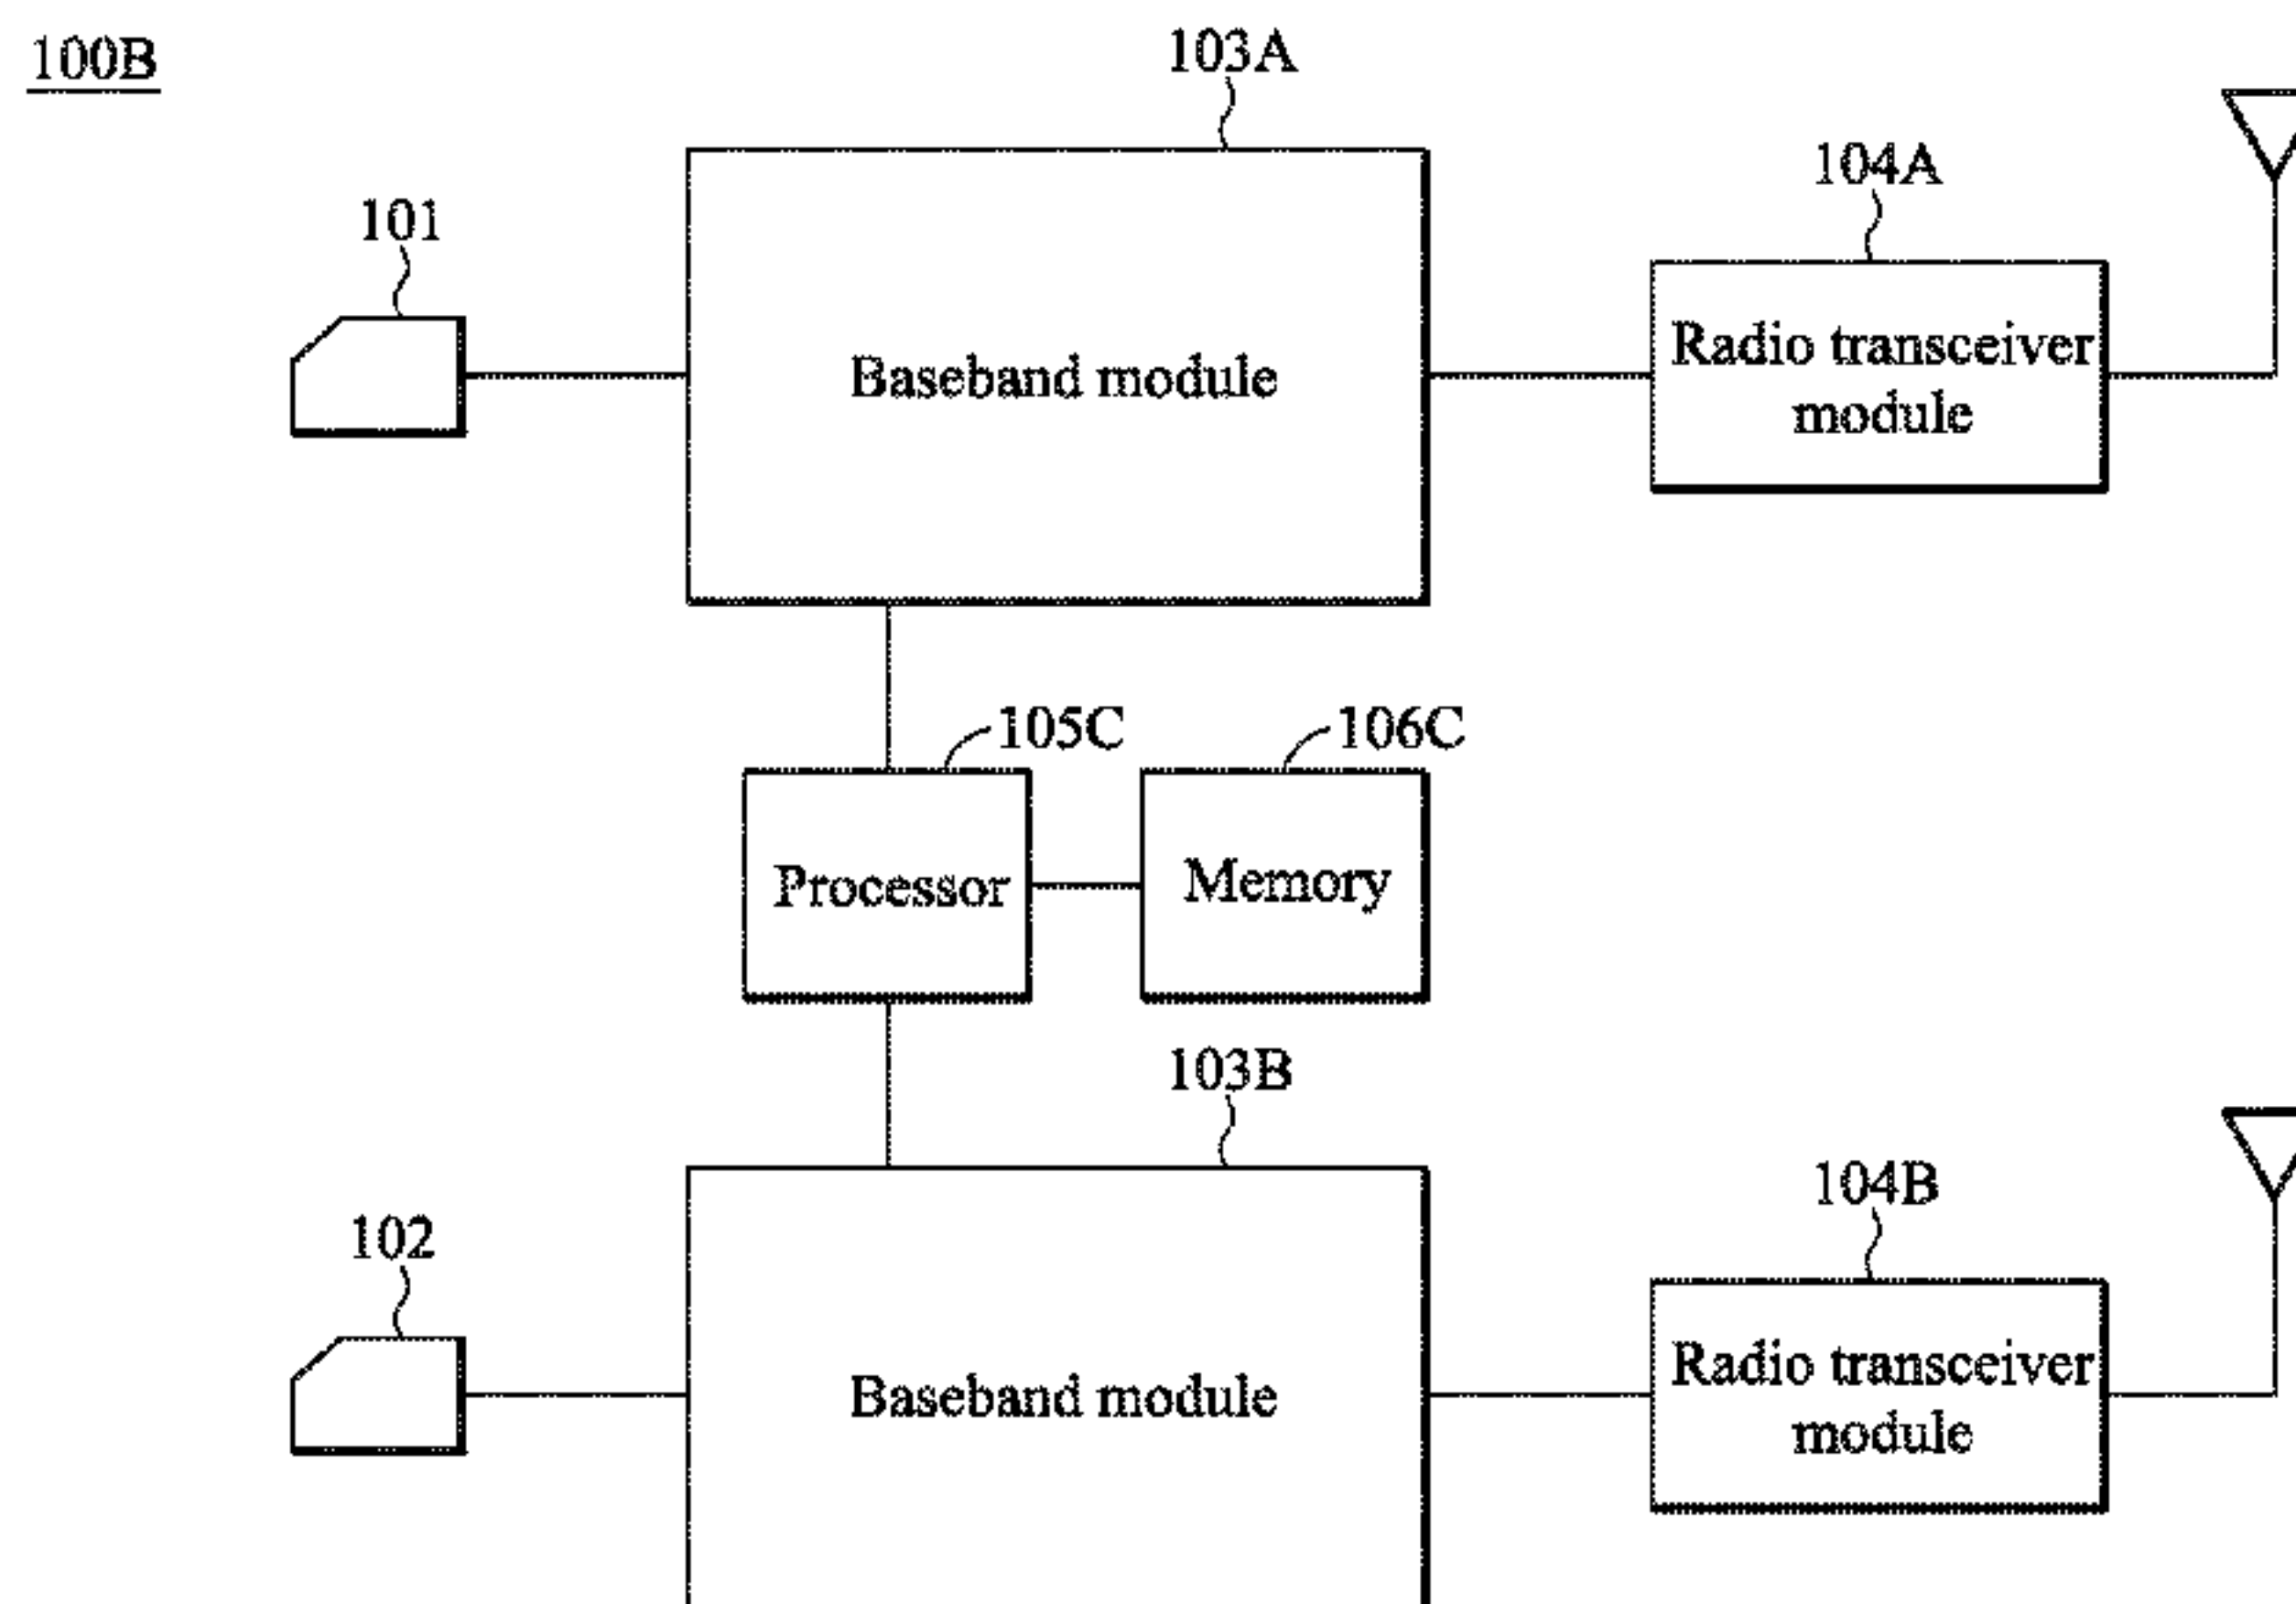 100B
103A
104A
101
Baseband module
Radio transceiver
module
105C
106C
Processor
Memory
103B
104B
102
Baseband module
Radio transceiver
module